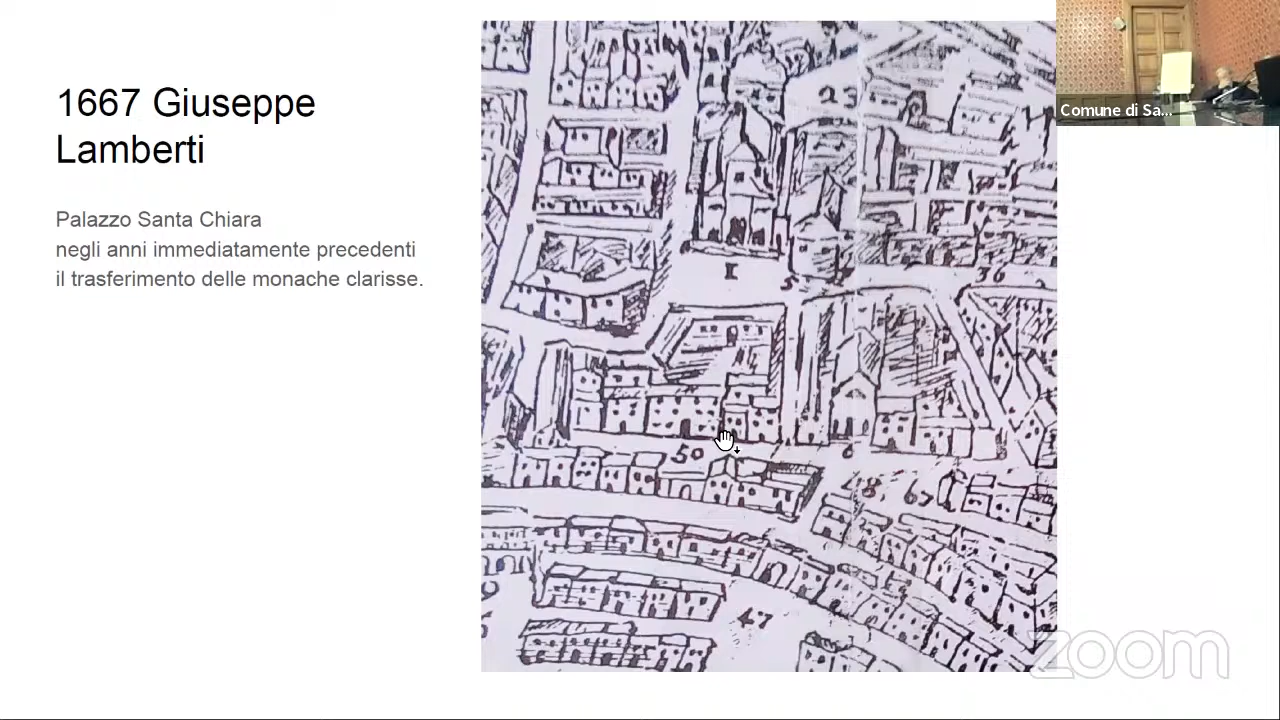 1667 Giuseppe
Lamberti
Palazzo Santa Chiara
negli anni immediatamente precedenti
il trasferimento delle monache clarisse.
Comune di Sa...
23
I
5
36
50
6
8
67
47
zoom